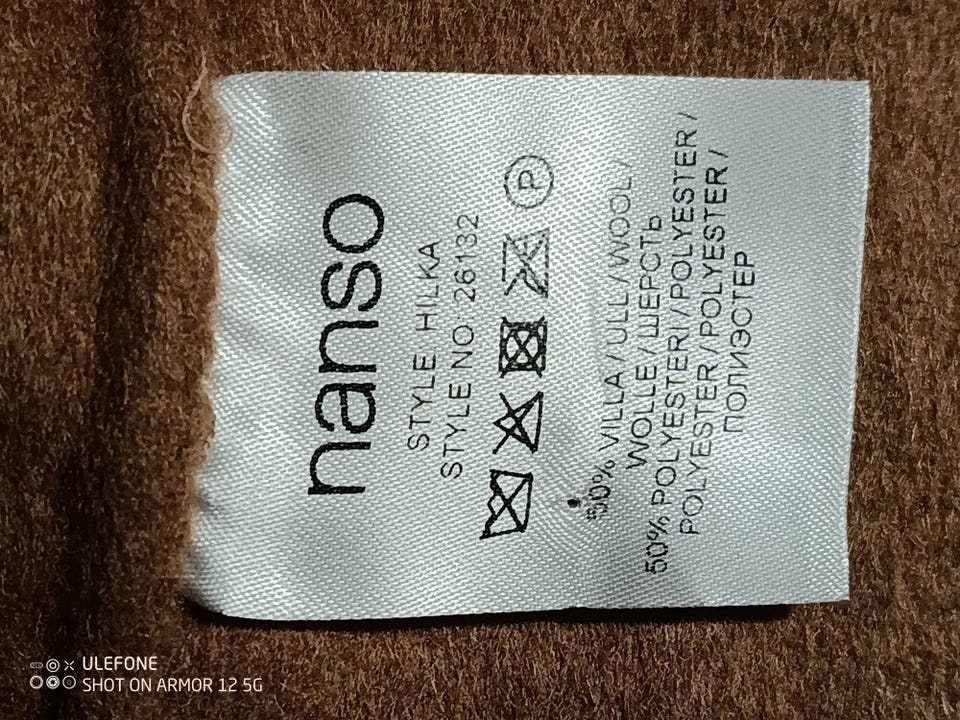 nanso
STYLE HILKA
STYLE NO: 26132
P
50% VILLA / ULL / WOOL /
WOLLE / ШЕРСТЬ
50% POLYESTERI / POLYESTER /
POLYESTER / POLYESTER /
ПОЛИЭСТЕР
ULEFONE
SHOT ON ARMOR 12 5G